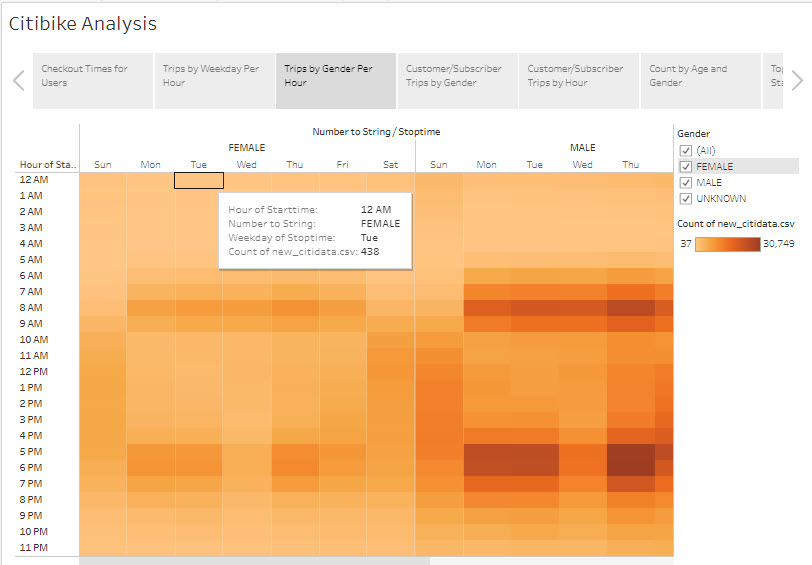 Citibike Analysis
Checkout Times for
Users
Trips by Weekday Per
Hour
Trips by Gender Per
Hour
Customer/Subscriber
Trips by Gender
Customer/Subscriber
Trips by Hour
Count by Age and
Gender
To
Sta
Number to String / Stoptime
FEMALE MALE
Hour of Sta.. Sun Mon Tue Wed Thu Fri Sat Sun Mon Tue Wed Thu
12 AM
1 AM
2 AM
3 AM
4 AM
5 AM
6 AM
7 AM
8 AM
9 AM
10 AM
11 AM
12 PM
1 PM
2 PM
3 PM
4 PM
5 PM
6 PM
7 PM
8 PM
9 PM
10 PM
11 PM
Hour of Starttime: 12 AM
Number to String: FEMALE
Weekday of Stoptime: Tue
Count of new_citidata.csv: 438
Gender
(All)
FEMALE
MALE
UNKNOWN
Count of new_citidata.csv
37 30,749